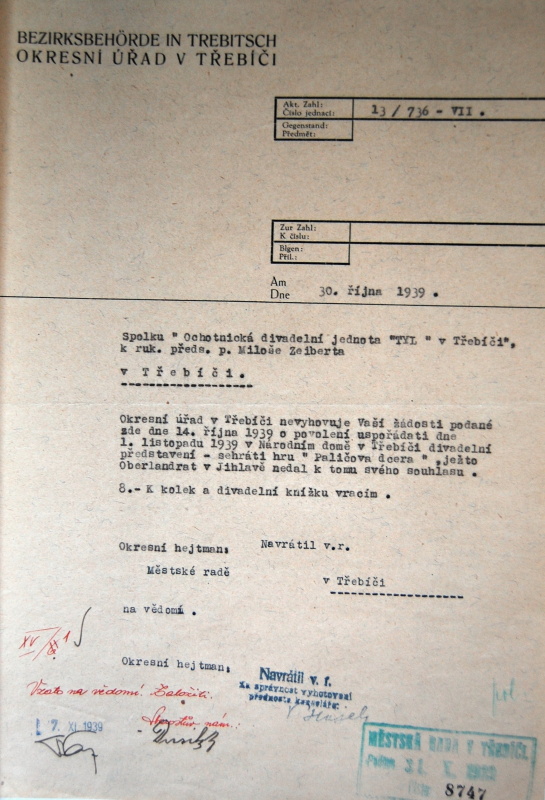 BEZIRKSBEHÖRDE IN TREBITSCH
OKRESNÍ ÚŘAD V TŘEBÍČI
Akt. Zahl:
Číslo jednací:
13 / 736 - VII .
Gegenstand:
Předmět:
Zur Zahl:
K číslu:
Blgen:
Příl.:
Am
Dne
30. října 1939 .
Spolku " Ochotnická divadelní jednota "TYL " v Třebíči",
k ruk. předs. p. Miloše Zeiberta
v Třebíči.
Okresní úřad v Třebíči nevyhovuje Vaší žádosti podané
zde dne 14. října 1939 o povolení uspořádati dne
1. listopadu 1939 v Národním domě v Třebíči divadelní
představení - sehráti hru " Paličova dcera " ,ježto
Oberlandrat v Jihlavě nedal k tomu svého souhlasu .
8.- K kolek a divadelní knížku vracím .
Okresní hejtman: Navrátil v.r.
Městské radě
v Třebíči
na vědomí .
Okresní hejtman:
Navrátil v. r.
Za správnost vyhotovení
přednosta kanceláře:
Vzato na vědomí. Založiti.
7. XI. 1939
Starosta nám.:
MĚSTSKÁ RADA V TŘEBÍČI.
8747